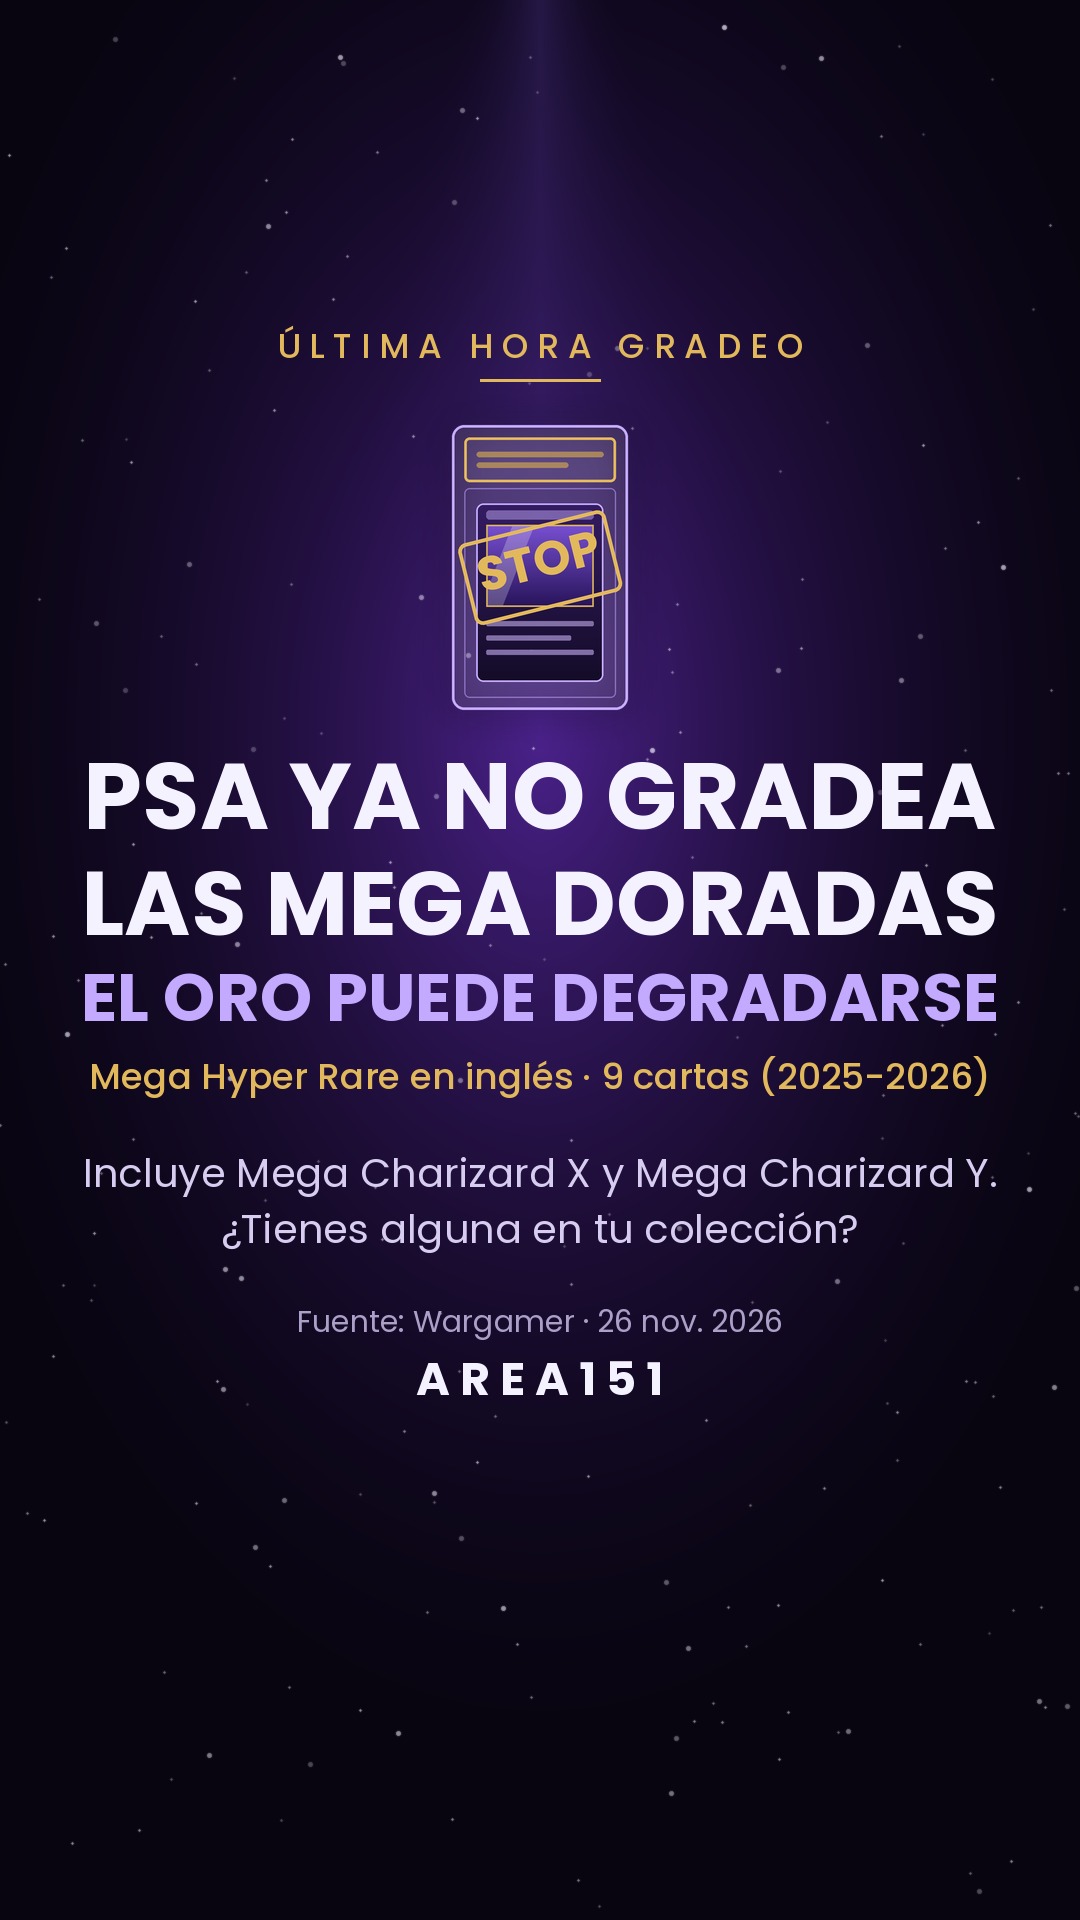 ÚLTIMA HORA GRADEO
STOP
PSA YA NO GRADEA
LAS MEGA DORADAS
EL ORO PUEDE DEGRADARSE
Mega Hyper Rare en inglés · 9 cartas (2025-2026)
Incluye Mega Charizard X y Mega Charizard Y.
¿Tienes alguna en tu colección?
Fuente: Wargamer · 26 nov. 2026
AREA151